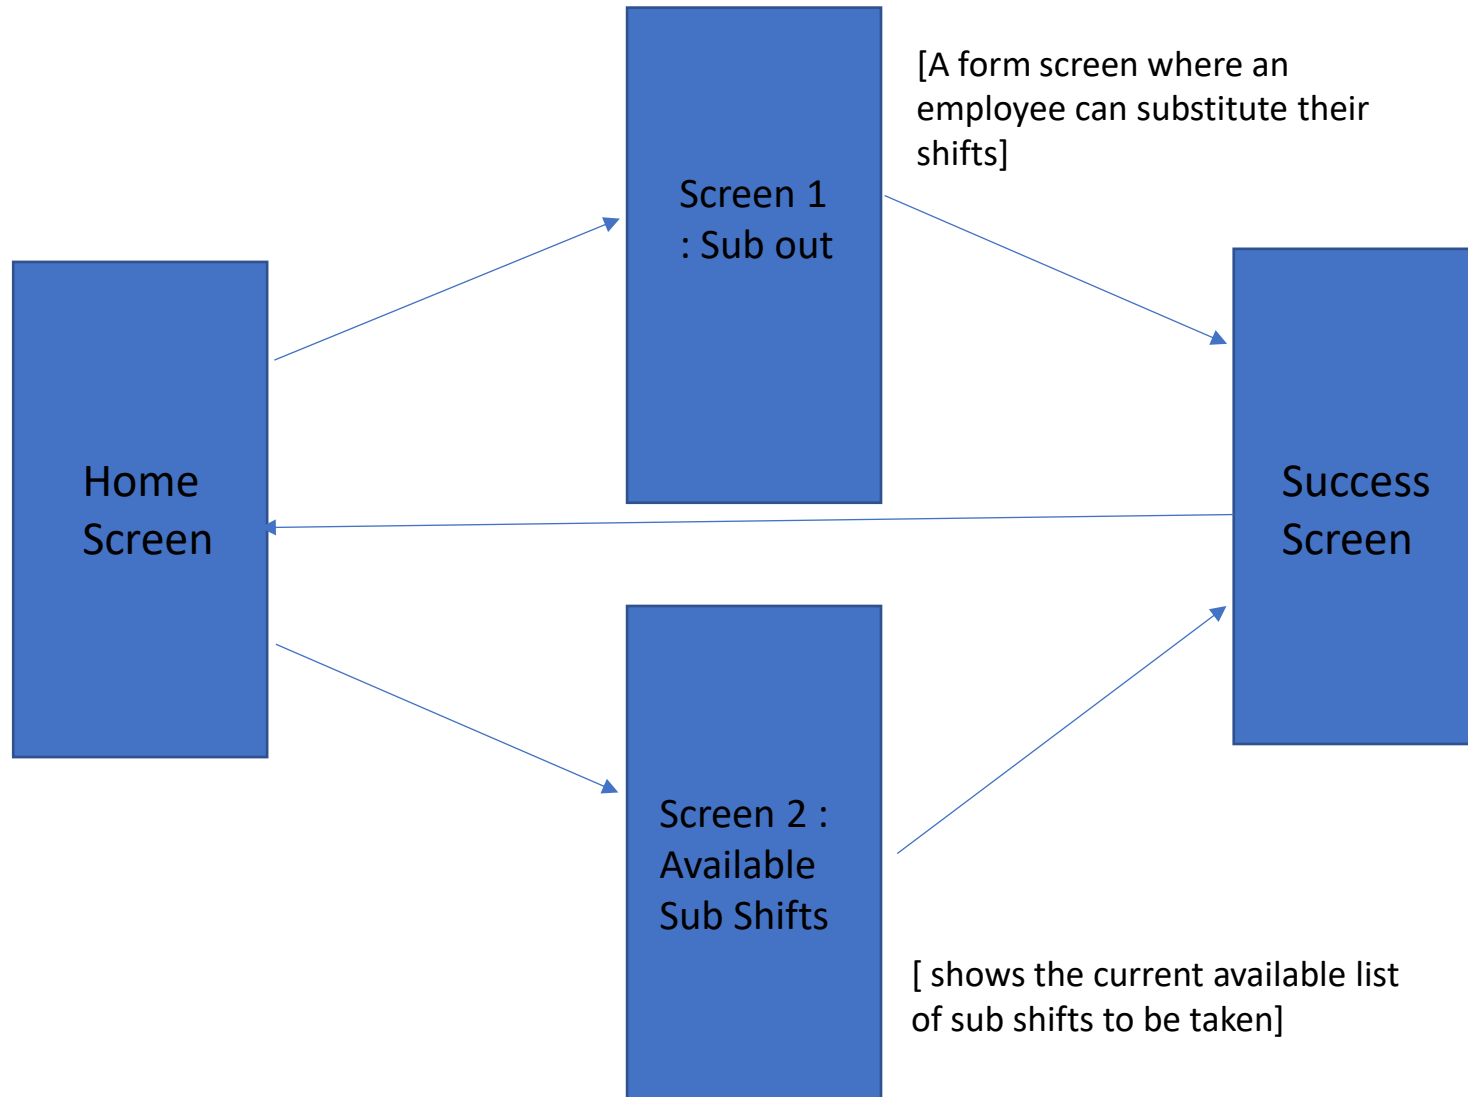 [A form screen where an
employee can substitute their
shifts]
Screen 1
: Sub out
Home
Screen
Success
Screen
Screen 2 :
Available
Sub Shifts
[ shows the current available list
of sub shifts to be taken]